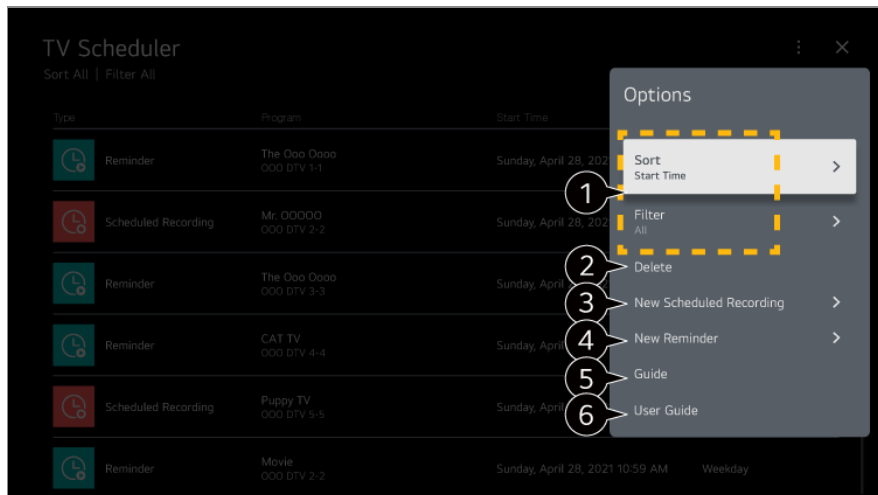 TV Scheduler
Sort All | Filter All
Type Program Start Time
Reminder The Ooo Oooo Sunday, April 28, 202
OOO DTV 1-1
Scheduled Recording Mr. OOOOO Sunday, April 28, 202
OOO DTV 2-2
Reminder The Ooo Oooo Sunday, April 28, 2
OOO DTV 3-3
Reminder CAT TV Sunday, April
OOO DTV 4-4
Scheduled Recording Puppy TV Sunday, April
OOO DTV 5-5
Reminder Movie Sunday, April 28, 2021 10:59 AM Weekday
OOO DTV 2-2
Options
Sort
Start Time
1
Filter
All
2 Delete
3 New Scheduled Recording
4 New Reminder
5 Guide
6 User Guide